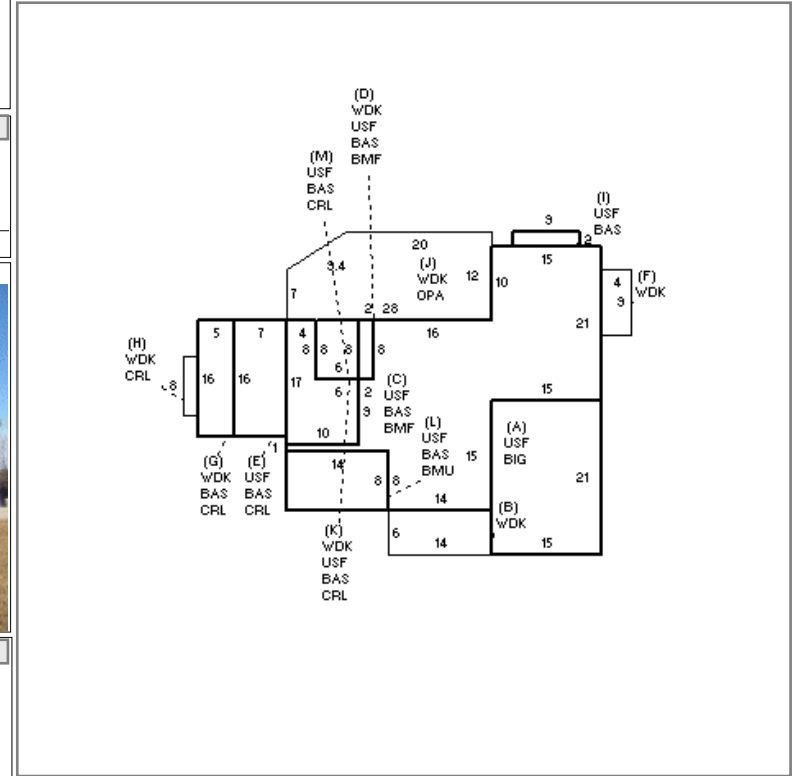 (D)
WDK
USF
BAS
BMF
(M)
USF
BAS
CRL
(I)
USF
BAS
9
2
20
15
9.4
(J)
WDK
OPA
12
10
4
9
(F)
WDK
7
2
28
21
5
7
4
16
(H)
WDK
CRL
8
8
8
8
8
6
16
16
17
6
2
9
(C)
USF
BAS
BMF
15
10
(L)
USF
BAS
BMU
(A)
USF
BIG
1
14
15
21
(G)
WDK
BAS
CRL
(E)
USF
BAS
CRL
8
8
14
(B)
WDK
6
14
15
(K)
WDK
USF
BAS
CRL